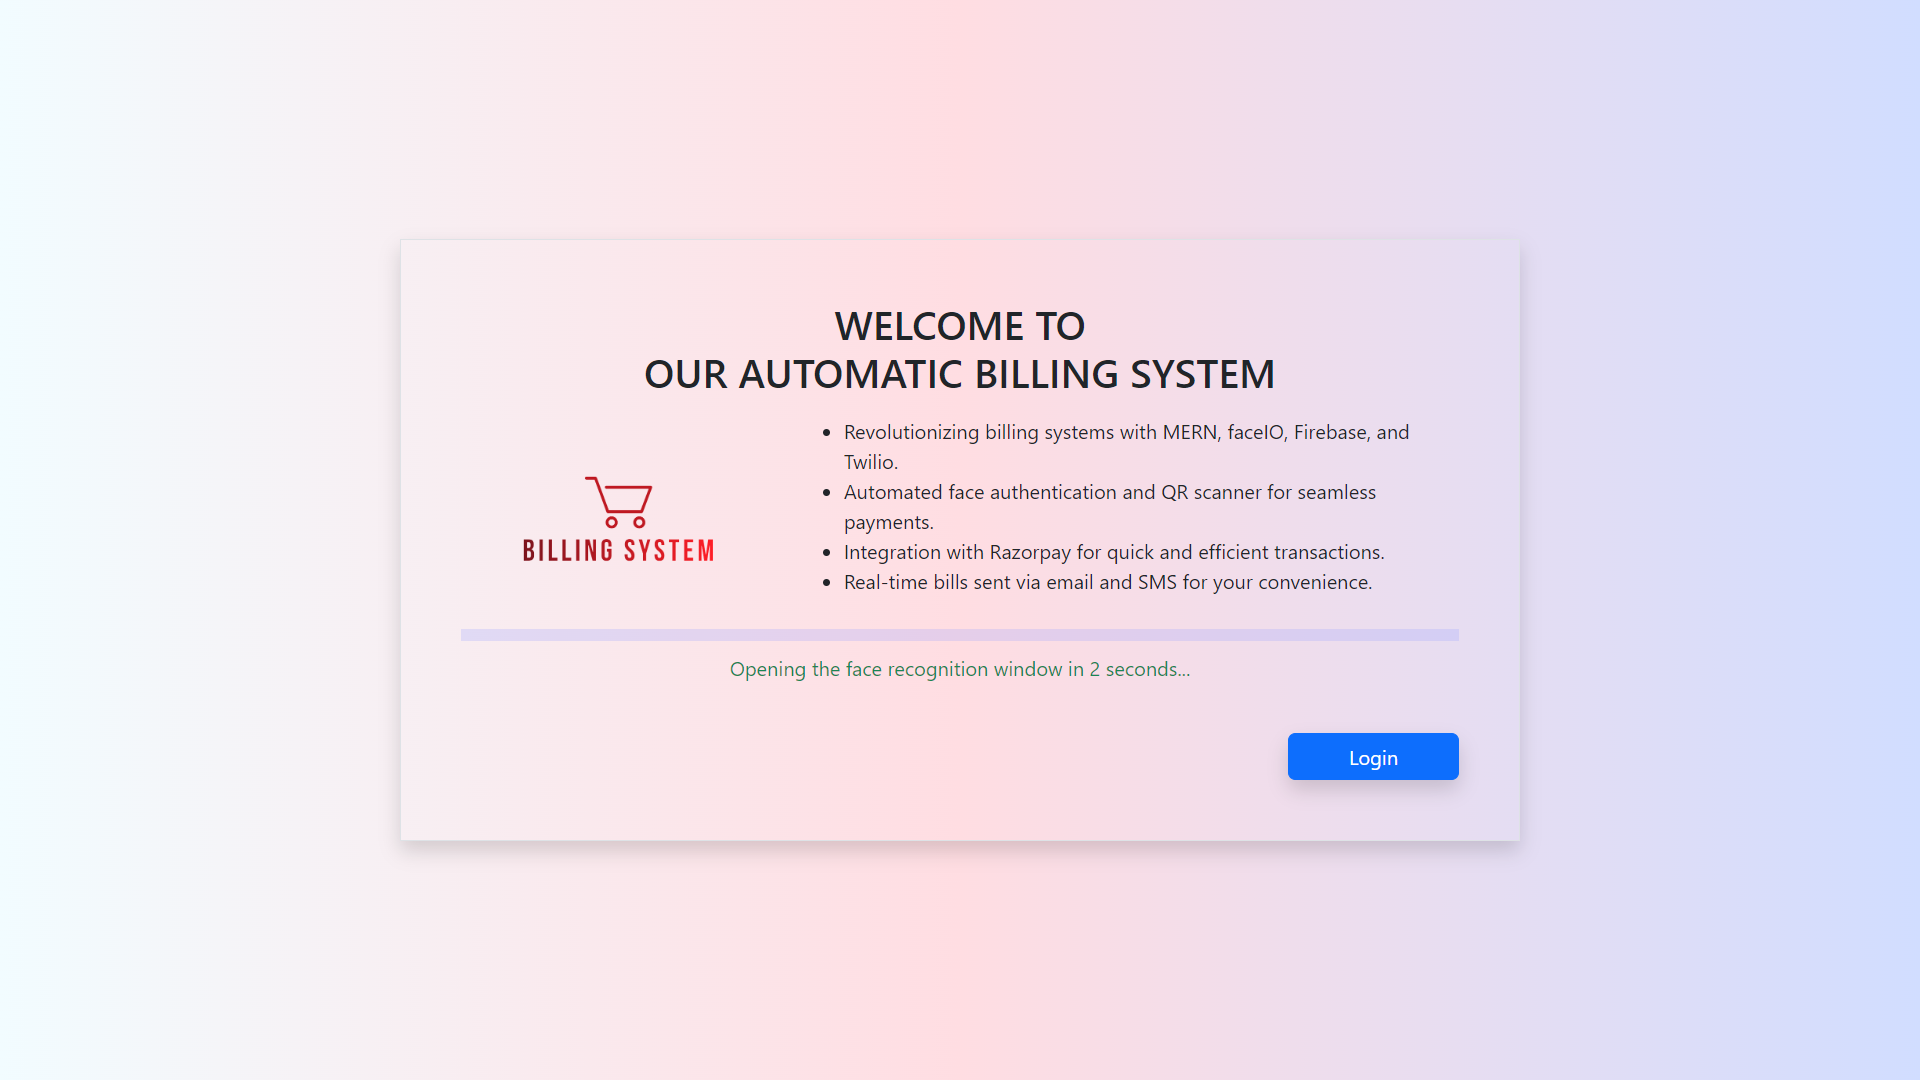 WELCOME TO
OUR AUTOMATIC BILLING SYSTEM
BILLING SYSTEM
• Revolutionizing billing systems with MERN, faceIO, Firebase, and
Twilio.
• Automated face authentication and QR scanner for seamless
payments.
• Integration with Razorpay for quick and efficient transactions.
• Real-time bills sent via email and SMS for your convenience.
Opening the face recognition window in 2 seconds...
Login